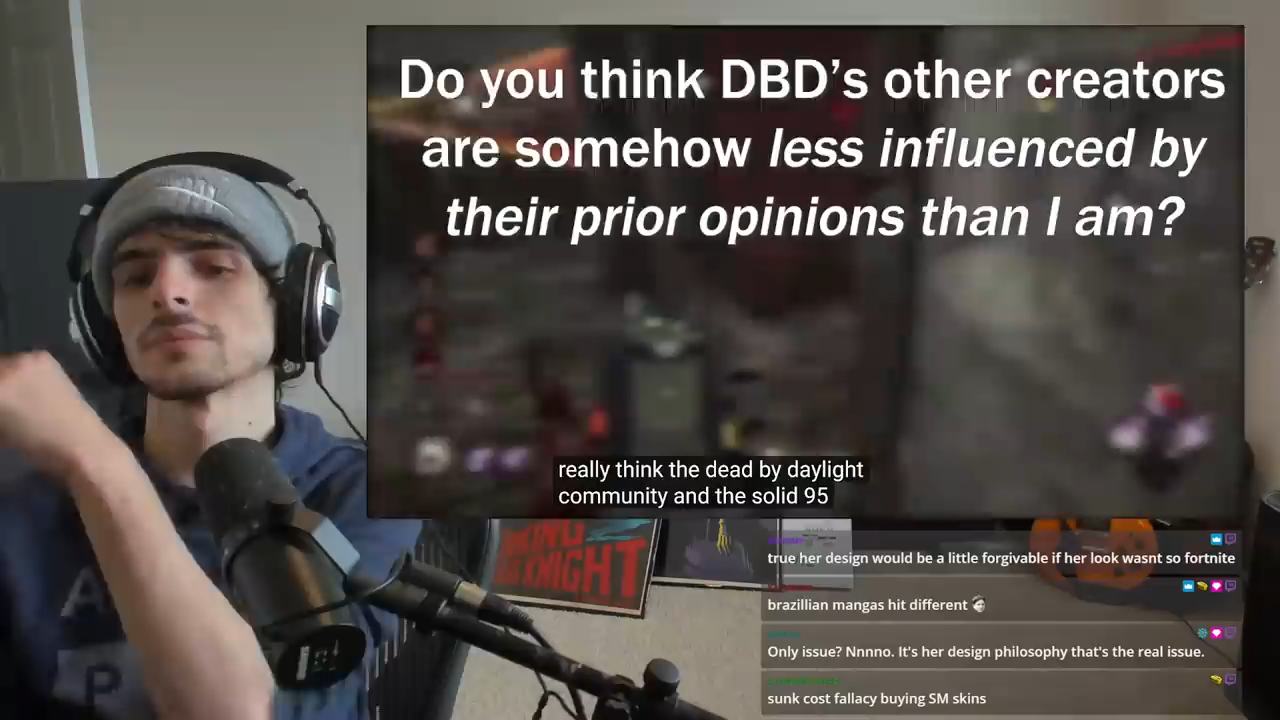 Do you think DBD's other creators
are somehow less influenced by
their prior opinions than I am?
really think the dead by daylight
community and the solid 95
KNIGHT
true her design would be a little forgivable if her look wasnt so fortnite
brazillian mangas hit different
Only issue? Nnnno. It's her design philosophy that's the real issue.
sunk cost fallacy buying SM skins